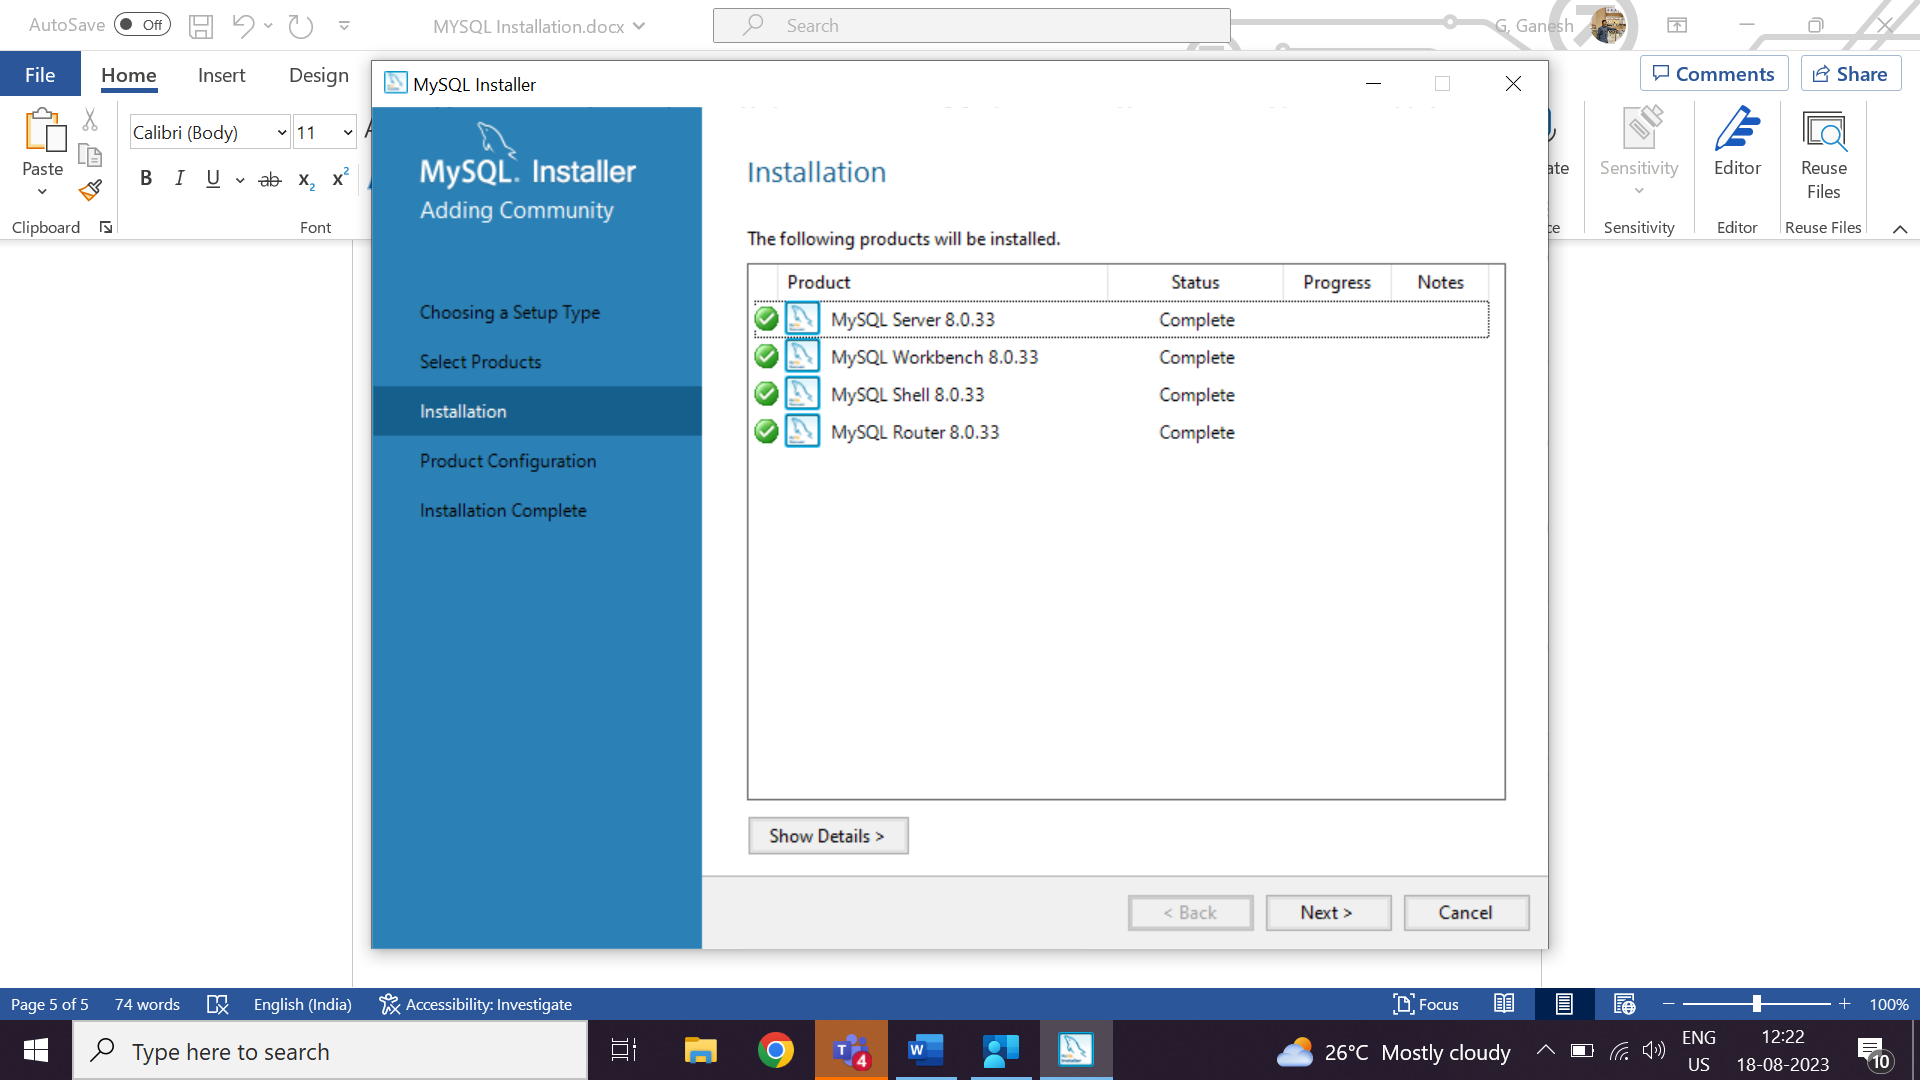 AutoSave Off MYSQL Installation.docx Search G, Ganesh
File Home Insert Design Comments Share
MySQL Installer
Calibri (Body) 11
Paste
B I U ab x2 x2
Clipboard Font
Sensitivity Editor Reuse Files
Sensitivity Editor Reuse Files
MySQL. Installer
Adding Community
Choosing a Setup Type
Select Products
Installation
Product Configuration
Installation Complete
Installation
The following products will be installed.
Product Status Progress Notes
MySQL Server 8.0.33 Complete
MySQL Workbench 8.0.33 Complete
MySQL Shell 8.0.33 Complete
MySQL Router 8.0.33 Complete
Show Details >
< Back Next > Cancel
Page 5 of 5 74 words English (India) Accessibility: Investigate Focus 100%
Type here to search 4 26°C Mostly cloudy ENG US 12:22 18-08-2023 10